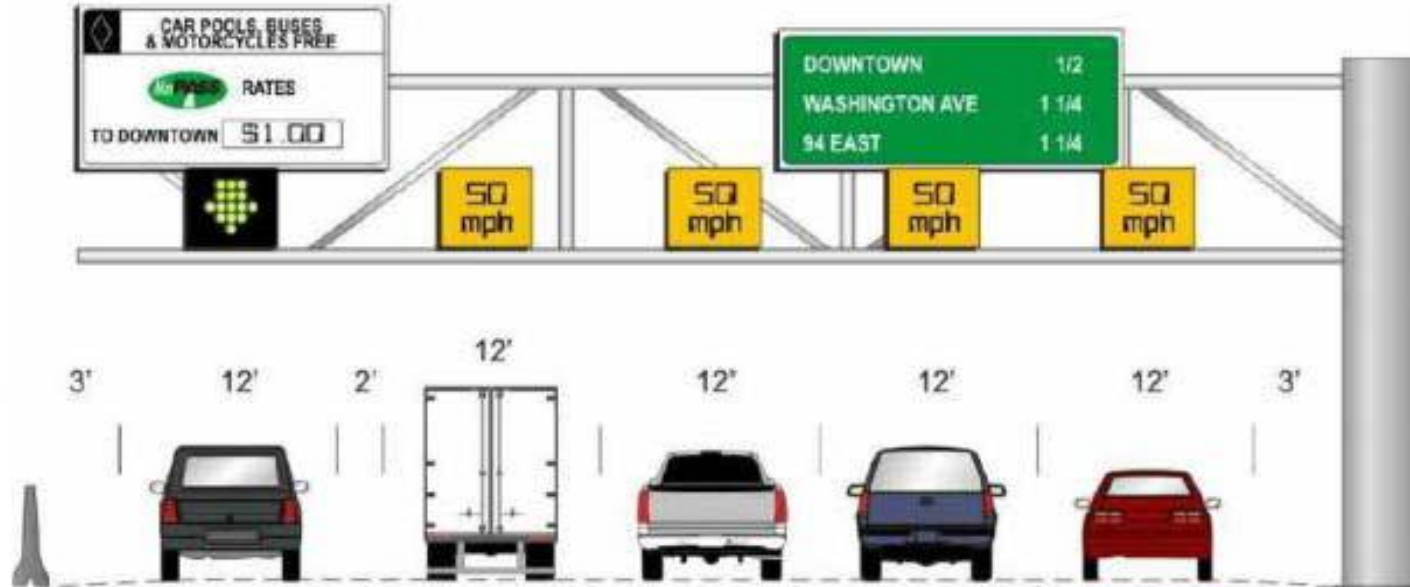 CAR POOLS, BUSES
& MOTORCYCLES FREE
MnPASS RATES
TO DOWNTOWN $1.00
DOWNTOWN 1/2
WASHINGTON AVE 1 1/4
94 EAST 1 1/4
50 mph
50 mph
50 mph
50 mph
3' 12' 2' 12' 12' 12' 12' 3'